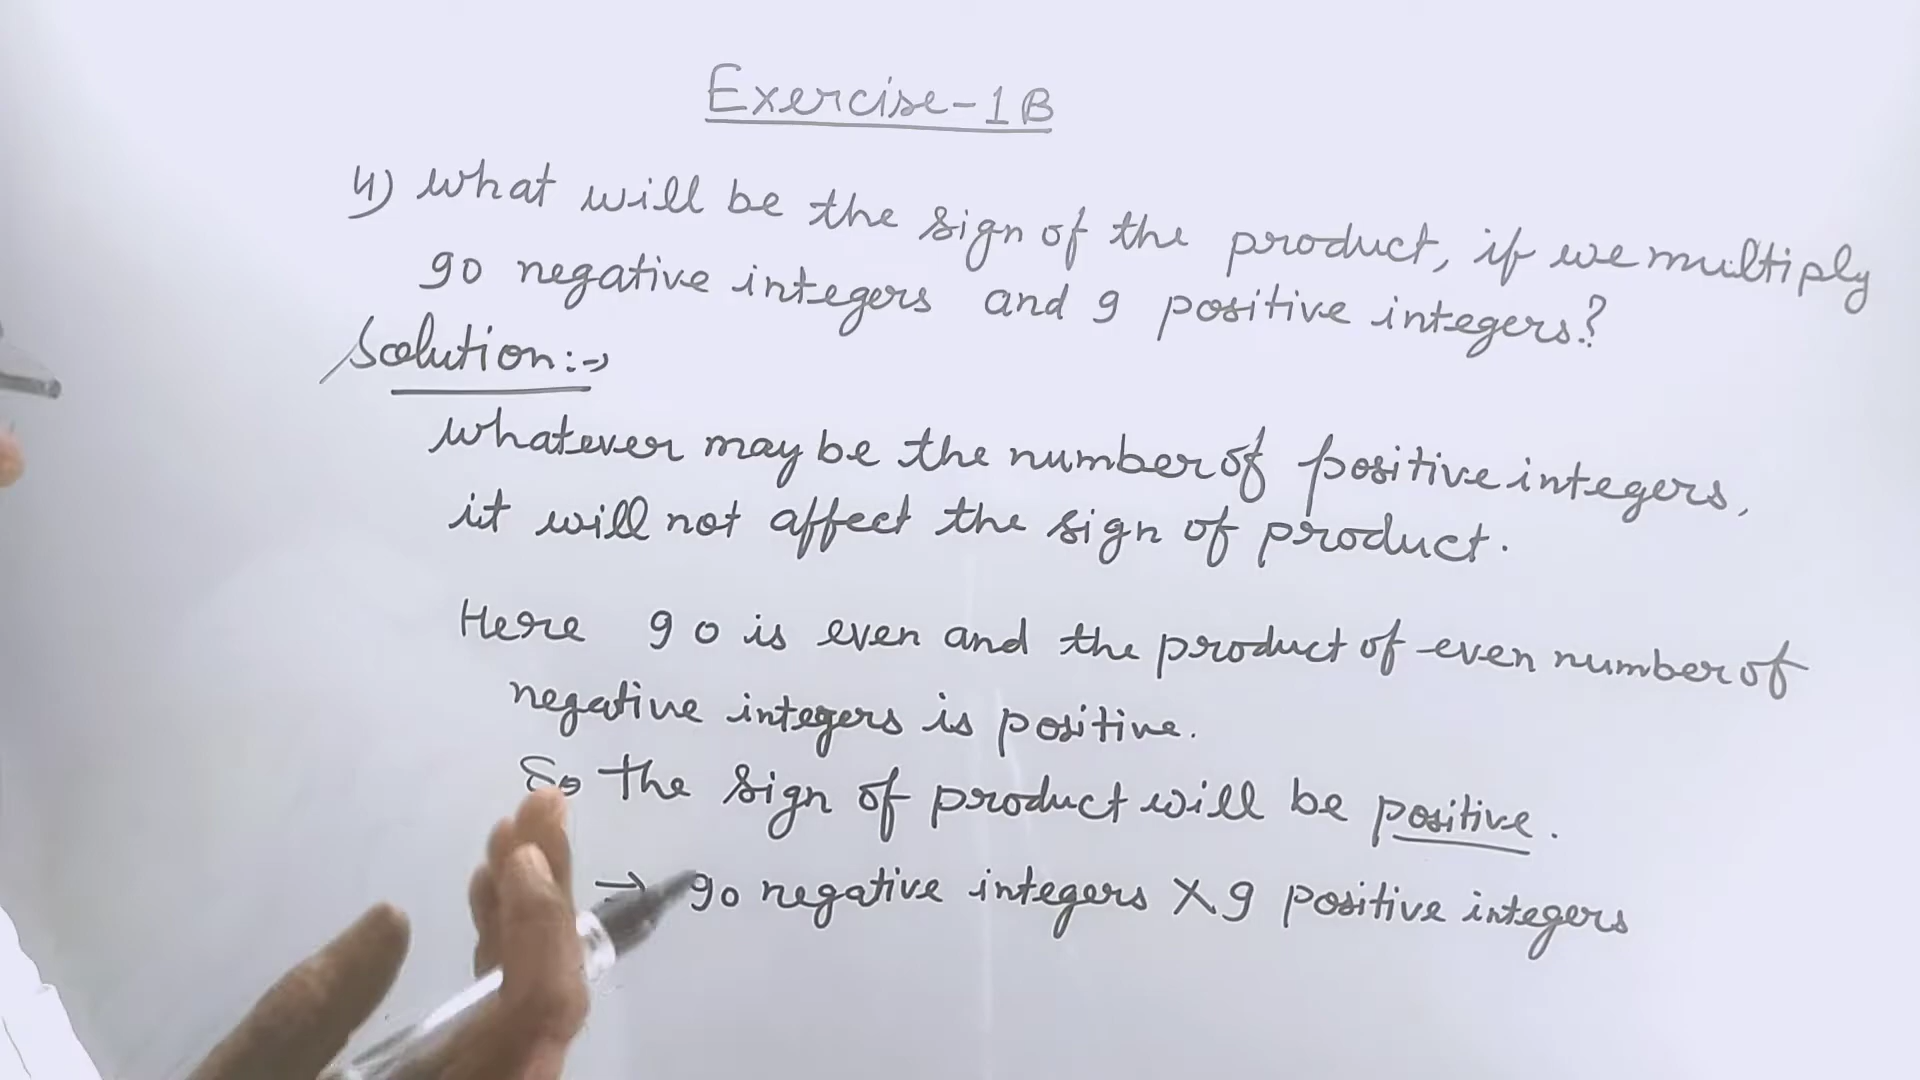 Exercise-1B
4) what will be the sign of the product, if we multiply
90 negative integers and 9 positive integers?
Solution:->
whatever may be the number of positive integers,
it will not affect the sign of product.
Here 90 is even and the product of even number of
negative integers is positive.
So the sign of product will be positive.
→ 90 negative integers × 9 positive integers